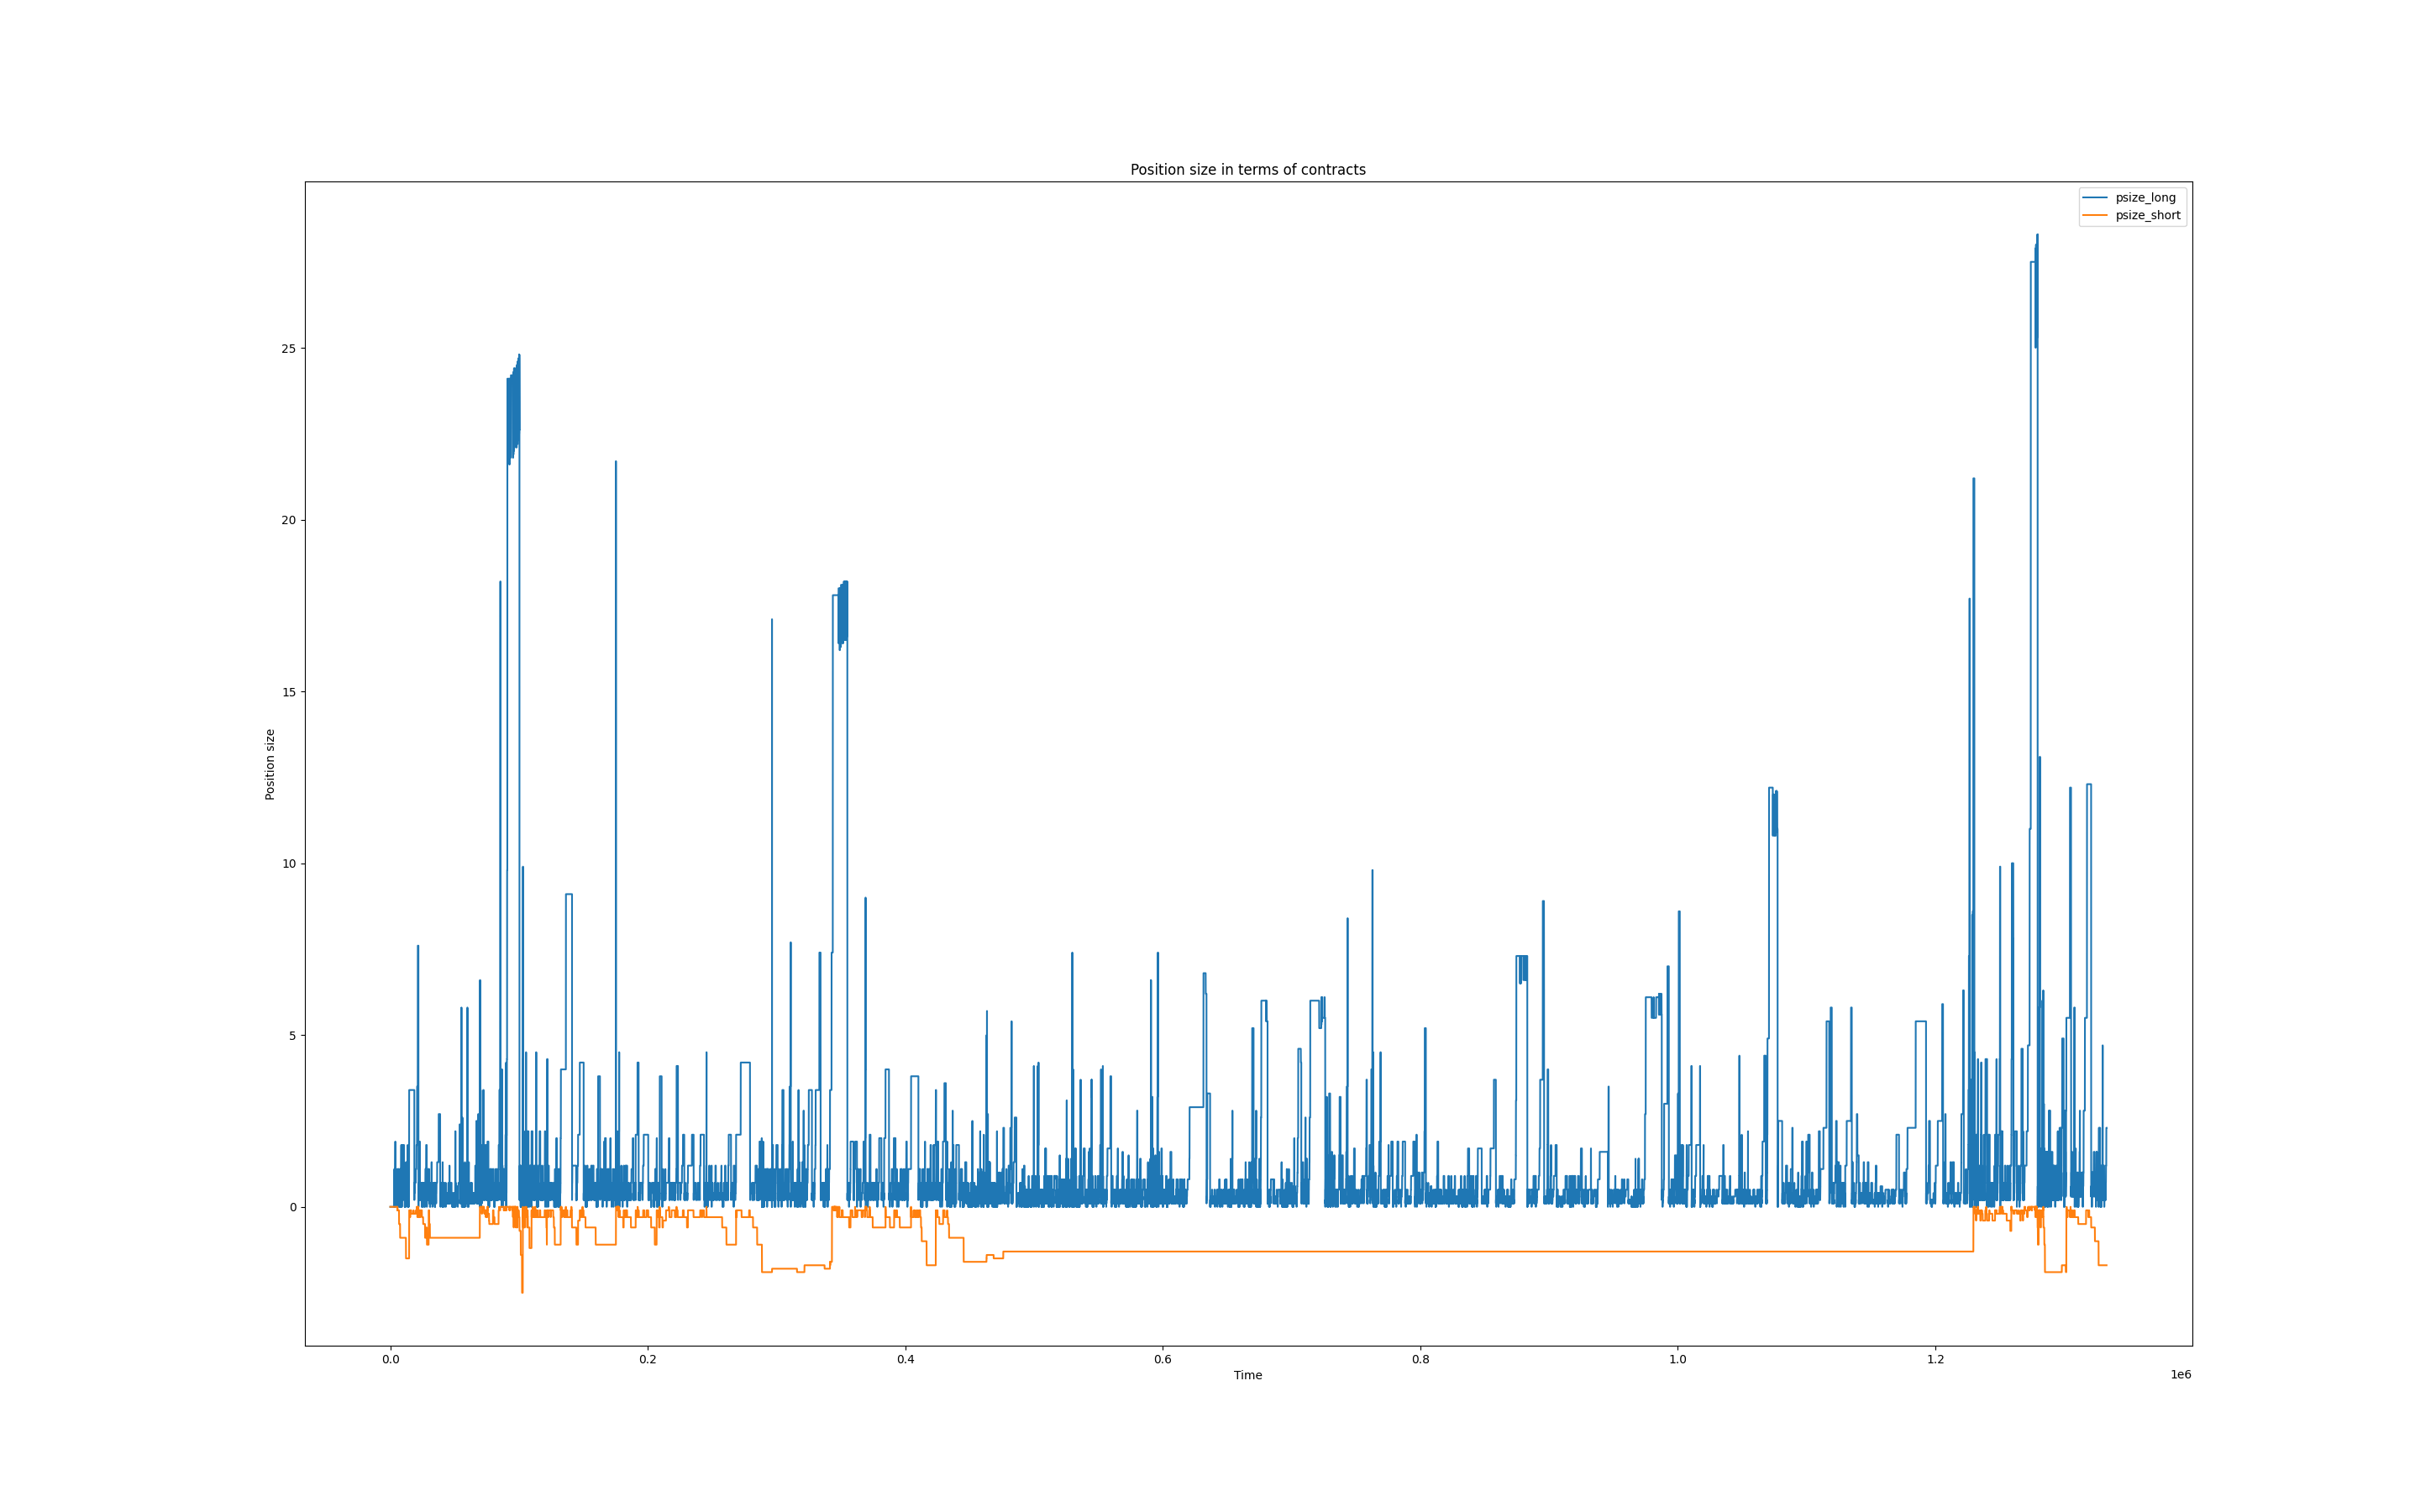 Position size in terms of contracts
psize_long
psize_short
Position size
25
20
15
10
5
0
0.0 0.2 0.4 0.6 0.8 1.0 1.2
Time
1e6